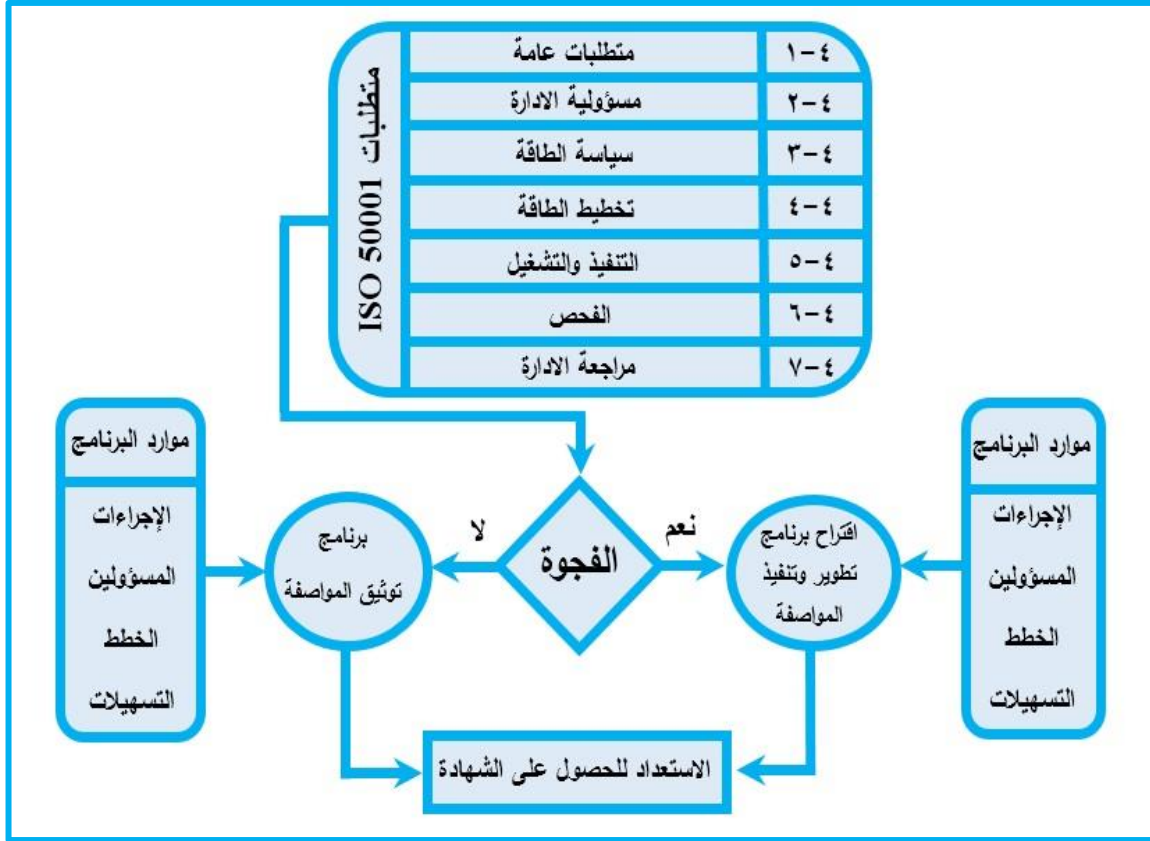 متطلبات ISO 50001
٤-١ متطلبات عامة
٤-٢ مسؤولية الادارة
٤-٣ سياسة الطاقة
٤-٤ تخطيط الطاقة
٤-٥ التنفيذ والتشغيل
٤-٦ الفحص
٤-٧ مراجعة الادارة
موارد البرنامج
الإجراءات
المسؤولين
الخطط
التسهيلات
اقتراح برنامج
تطوير وتنفيذ
المواصفة
نعم
الفجوة
لا
برنامج
توثيق المواصفة
موارد البرنامج
الإجراءات
المسؤولين
الخطط
التسهيلات
الاستعداد للحصول على الشهادة